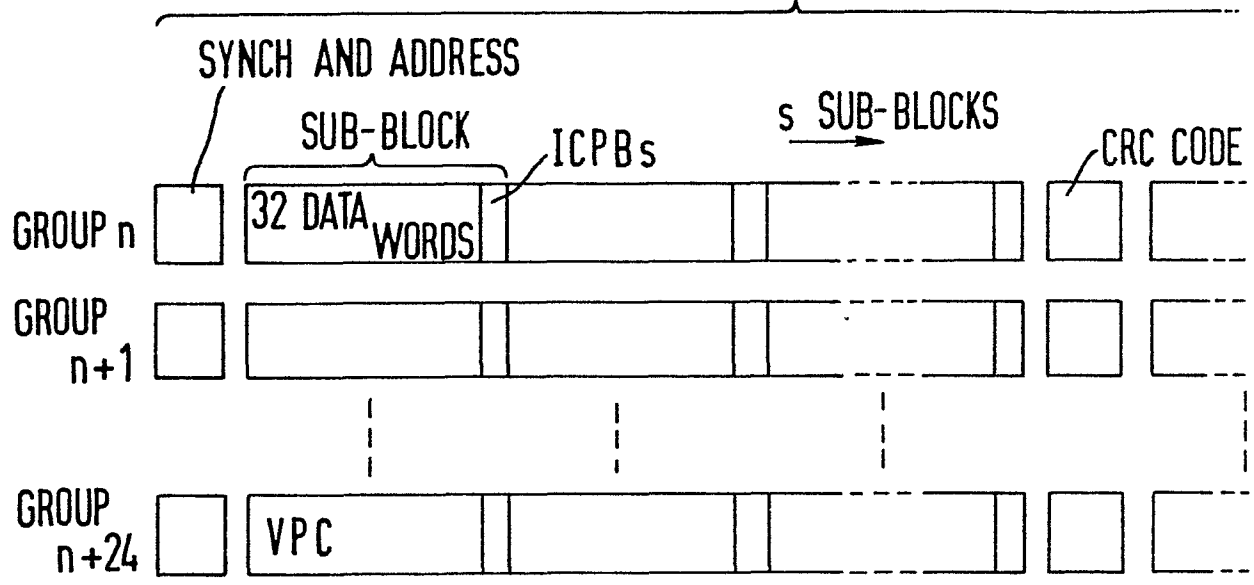 SYNCH AND ADDRESS
SUB-BLOCK
ICPBs
s SUB-BLOCKS
CRC CODE
GROUP n
32 DATA
WORDS
GROUP
n+1
GROUP
n+24
VPC